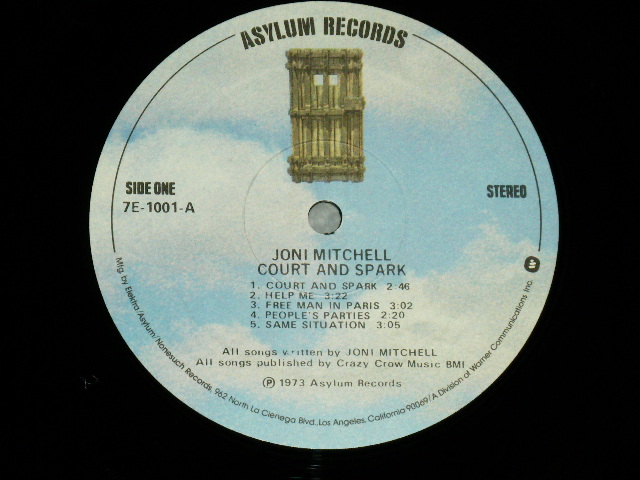 ASYLUM RECORDS
SIDE ONE
7E-1001-A
STEREO
JONI MITCHELL
COURT AND SPARK
1. COURT AND SPARK 2:46
2. HELP ME 3:22
3. FREE MAN IN PARIS 3:02
4. PEOPLE'S PARTIES 2:20
5. SAME SITUATION 3:05
All songs written by JONI MITCHELL
All songs published by Crazy Crow Music BMI
Ⓟ 1973 Asylum Records
Mfg. by Elektra/Asylum/Nonesuch Records, 962 North La Cienega Blvd., Los Angeles, California 90069/A Division of Warner Communications Inc.